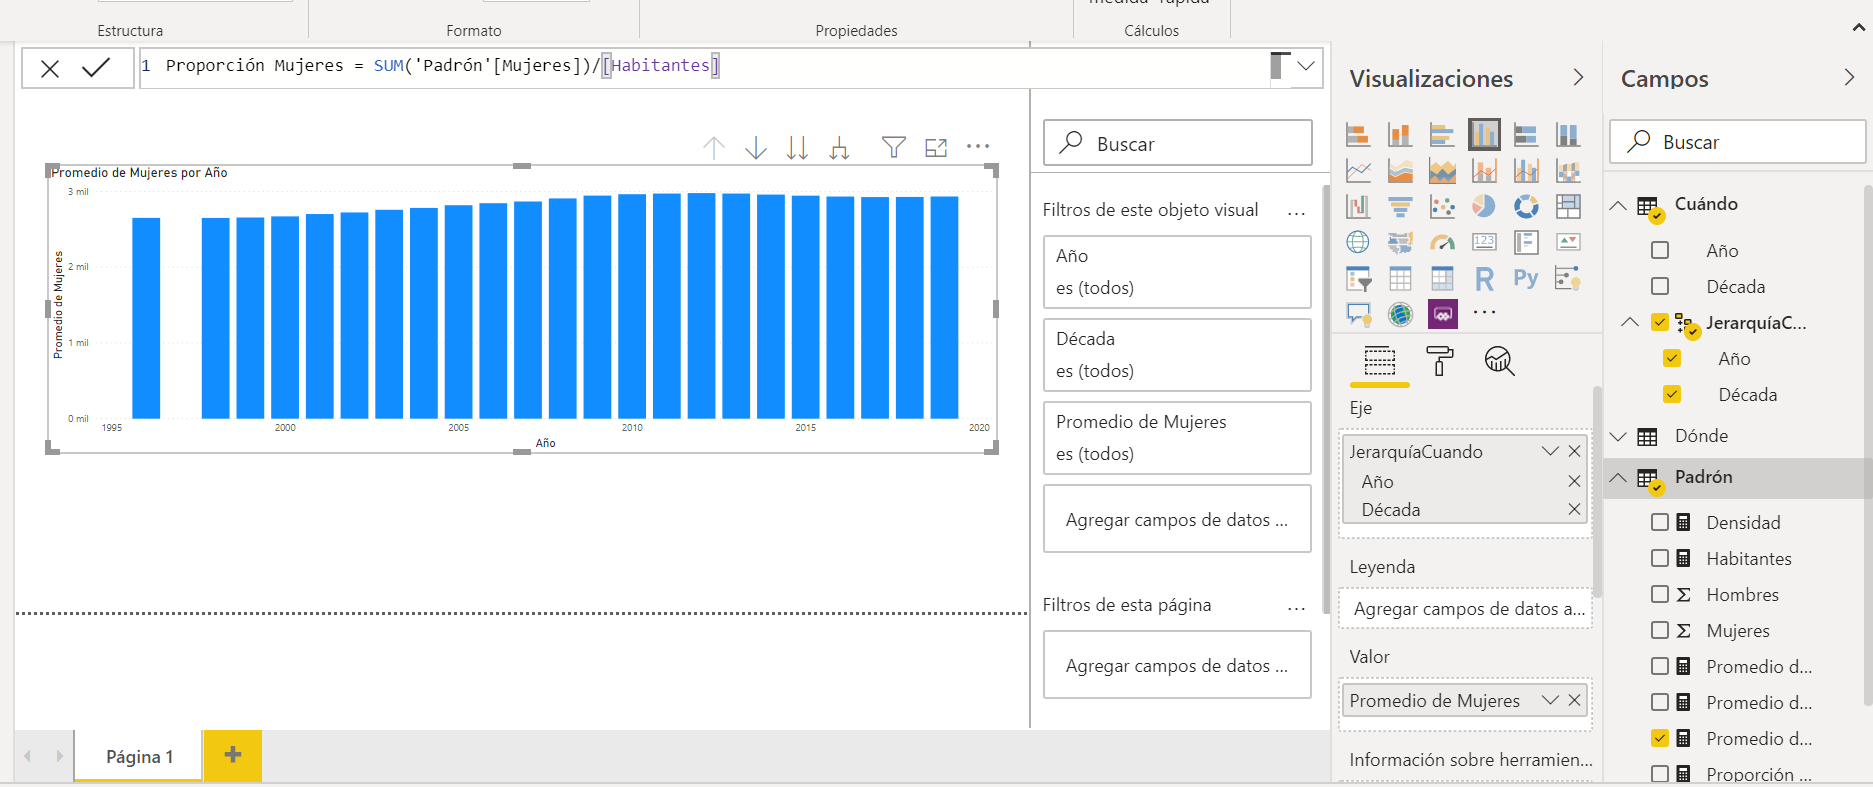 medida rápida
Estructura
Formato
Propiedades
Cálculos
1 Proporción Mujeres = SUM('Padrón'[Mujeres])/[Habitantes]
Promedio de Mujeres por Año
3 mil
2 mil
1 mil
0 mil
Promedio de Mujeres
1995
2000
2005
2010
2015
2020
Año
Página 1
Buscar
Filtros de este objeto visual ...
Año
es (todos)
Década
es (todos)
Promedio de Mujeres
es (todos)
Agregar campos de datos ...
Filtros de esta página ...
Agregar campos de datos ...
Visualizaciones
123
R
Py
Eje
JerarquíaCuando
Año
Década
Leyenda
Agregar campos de datos a...
Valor
Promedio de Mujeres
Información sobre herramien...
Campos
Buscar
Cuándo
Año
Década
JerarquíaC...
Año
Década
Dónde
Padrón
Densidad
Habitantes
Hombres
Mujeres
Promedio d...
Promedio d...
Promedio d...
Proporción ...